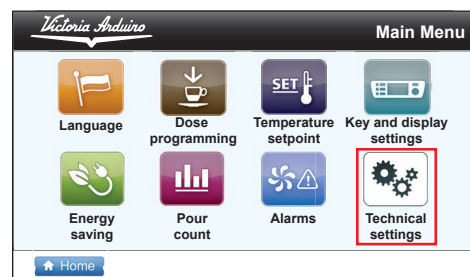 Victoria Arduino
Main Menu
SET
Language
Dose
programming
Temperature
setpoint
Key and display
settings
Energy
saving
Pour
count
Alarms
Technical
settings
Home